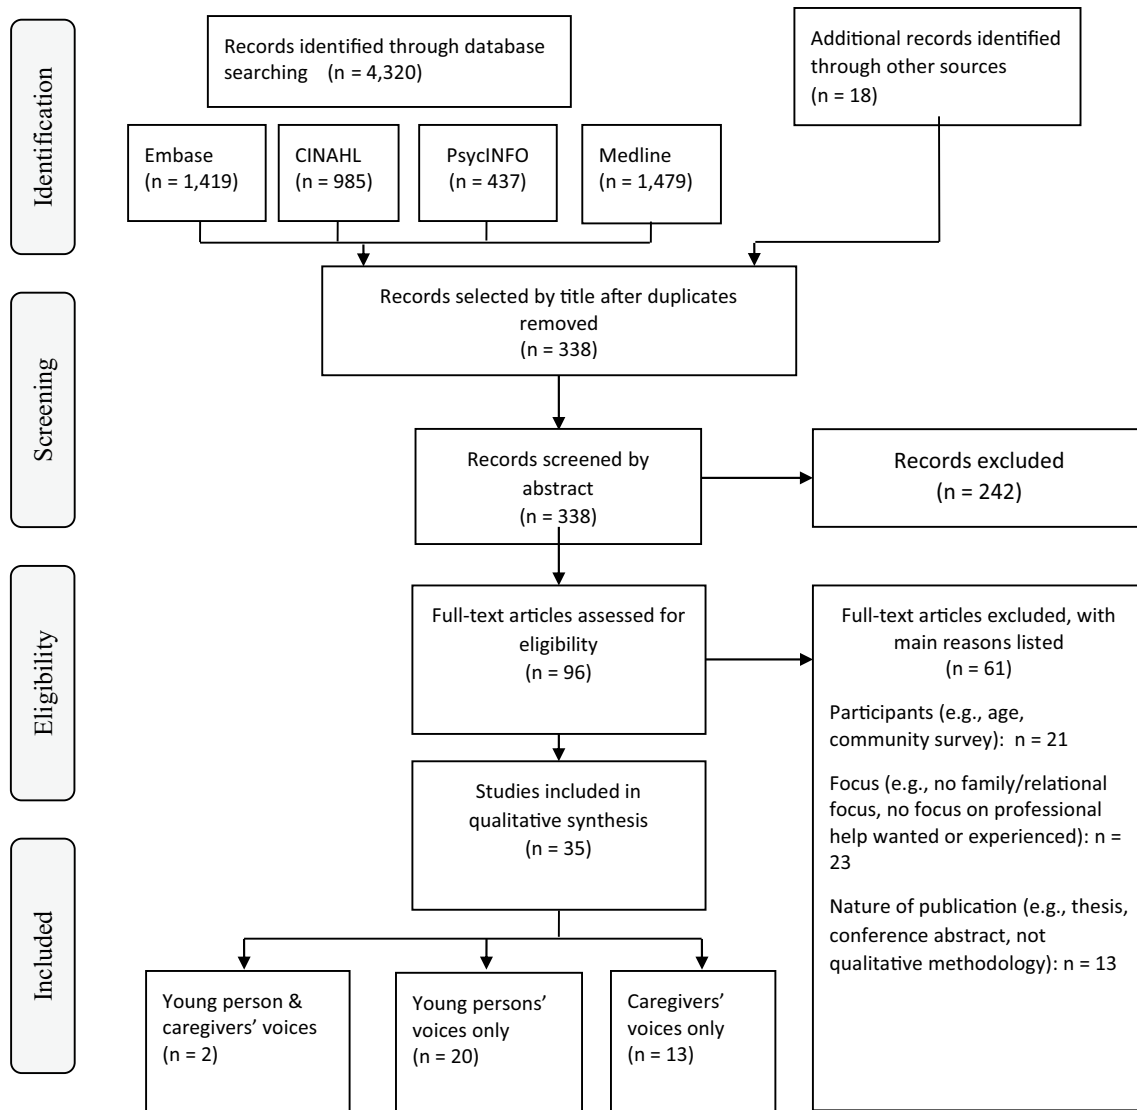 Identification
Records identified through database
searching (n = 4,320)
Additional records identified
through other sources
(n = 18)
Embase
(n = 1,419)
CINAHL
(n = 985)
PsycINFO
(n = 437)
Medline
(n = 1,479)
Screening
Records selected by title after duplicates
removed
(n = 338)
Records screened by
abstract
(n = 338)
Records excluded
(n = 242)
Eligibility
Full-text articles assessed for
eligibility
(n = 96)
Full-text articles excluded, with
main reasons listed
(n = 61)
Participants (e.g., age,
community survey): n = 21
Focus (e.g., no family/relational
focus, no focus on professional
help wanted or experienced): n =
23
Nature of publication (e.g., thesis,
conference abstract, not
qualitative methodology): n = 13
Included
Studies included in
qualitative synthesis
(n = 35)
Young person &
caregivers’ voices
(n = 2)
Young persons’
voices only
(n = 20)
Caregivers’
voices only
(n = 13)